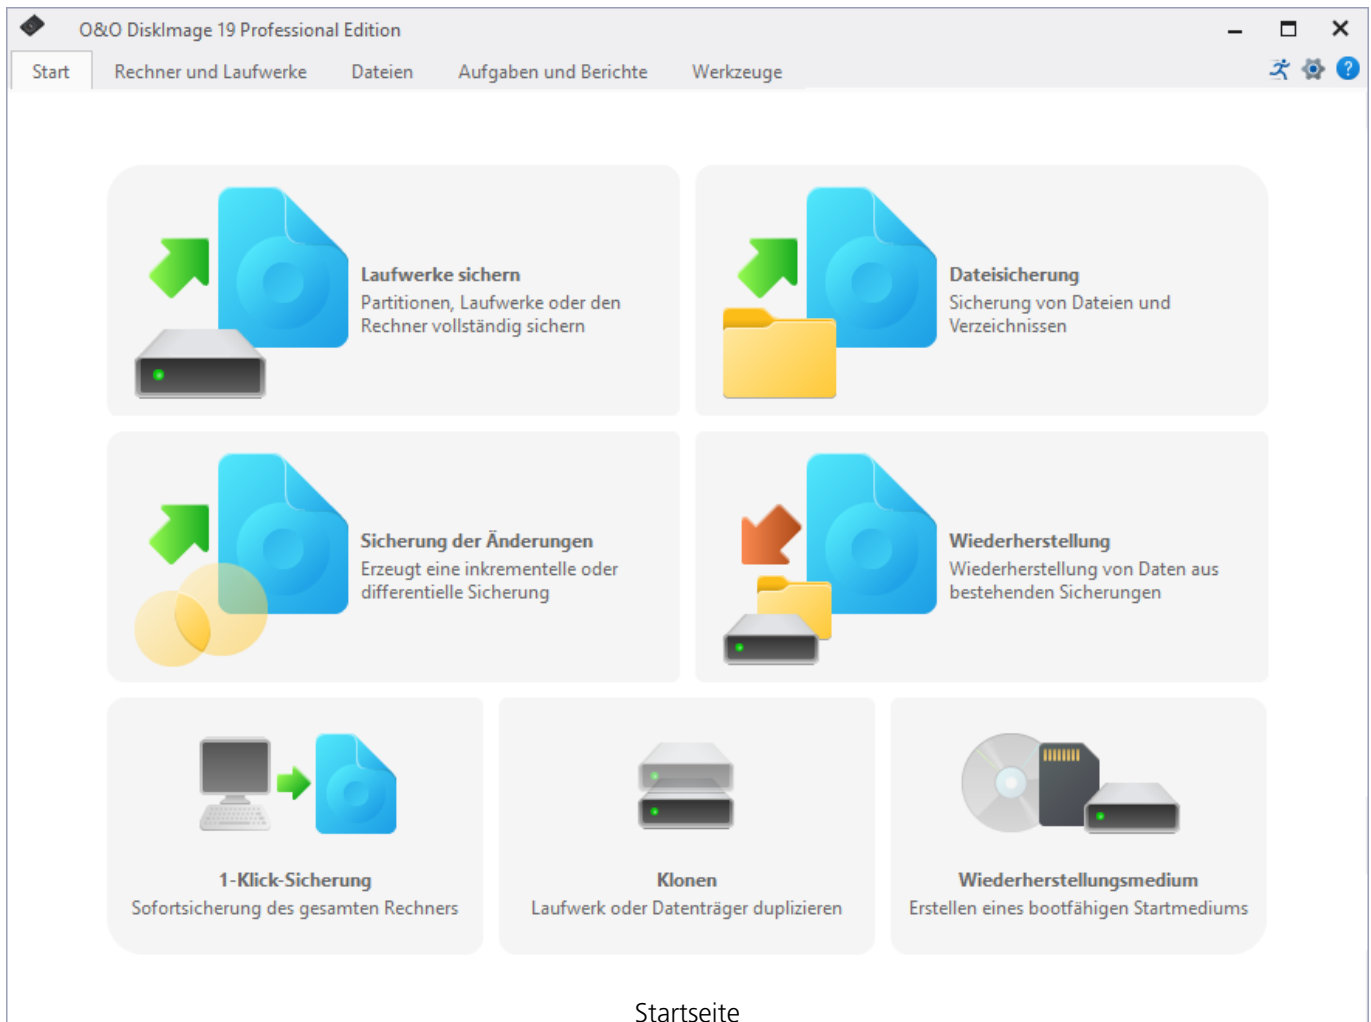 O&O DiskImage 19 Professional Edition
Start Rechner und Laufwerke Dateien Aufgaben und Berichte Werkzeuge ?
Laufwerke sichern
Partitionen, Laufwerke oder den
Rechner vollständig sichern
Dateisicherung
Sicherung von Dateien und
Verzeichnissen
Sicherung der Änderungen
Erzeugt eine inkrementelle oder
differentielle Sicherung
Wiederherstellung
Wiederherstellung von Daten aus
bestehenden Sicherungen
1-Klick-Sicherung
Sofortsicherung des gesamten Rechners
Klonen
Laufwerk oder Datenträger duplizieren
Wiederherstellungsmedium
Erstellen eines bootfähigen Startmediums
Startseite